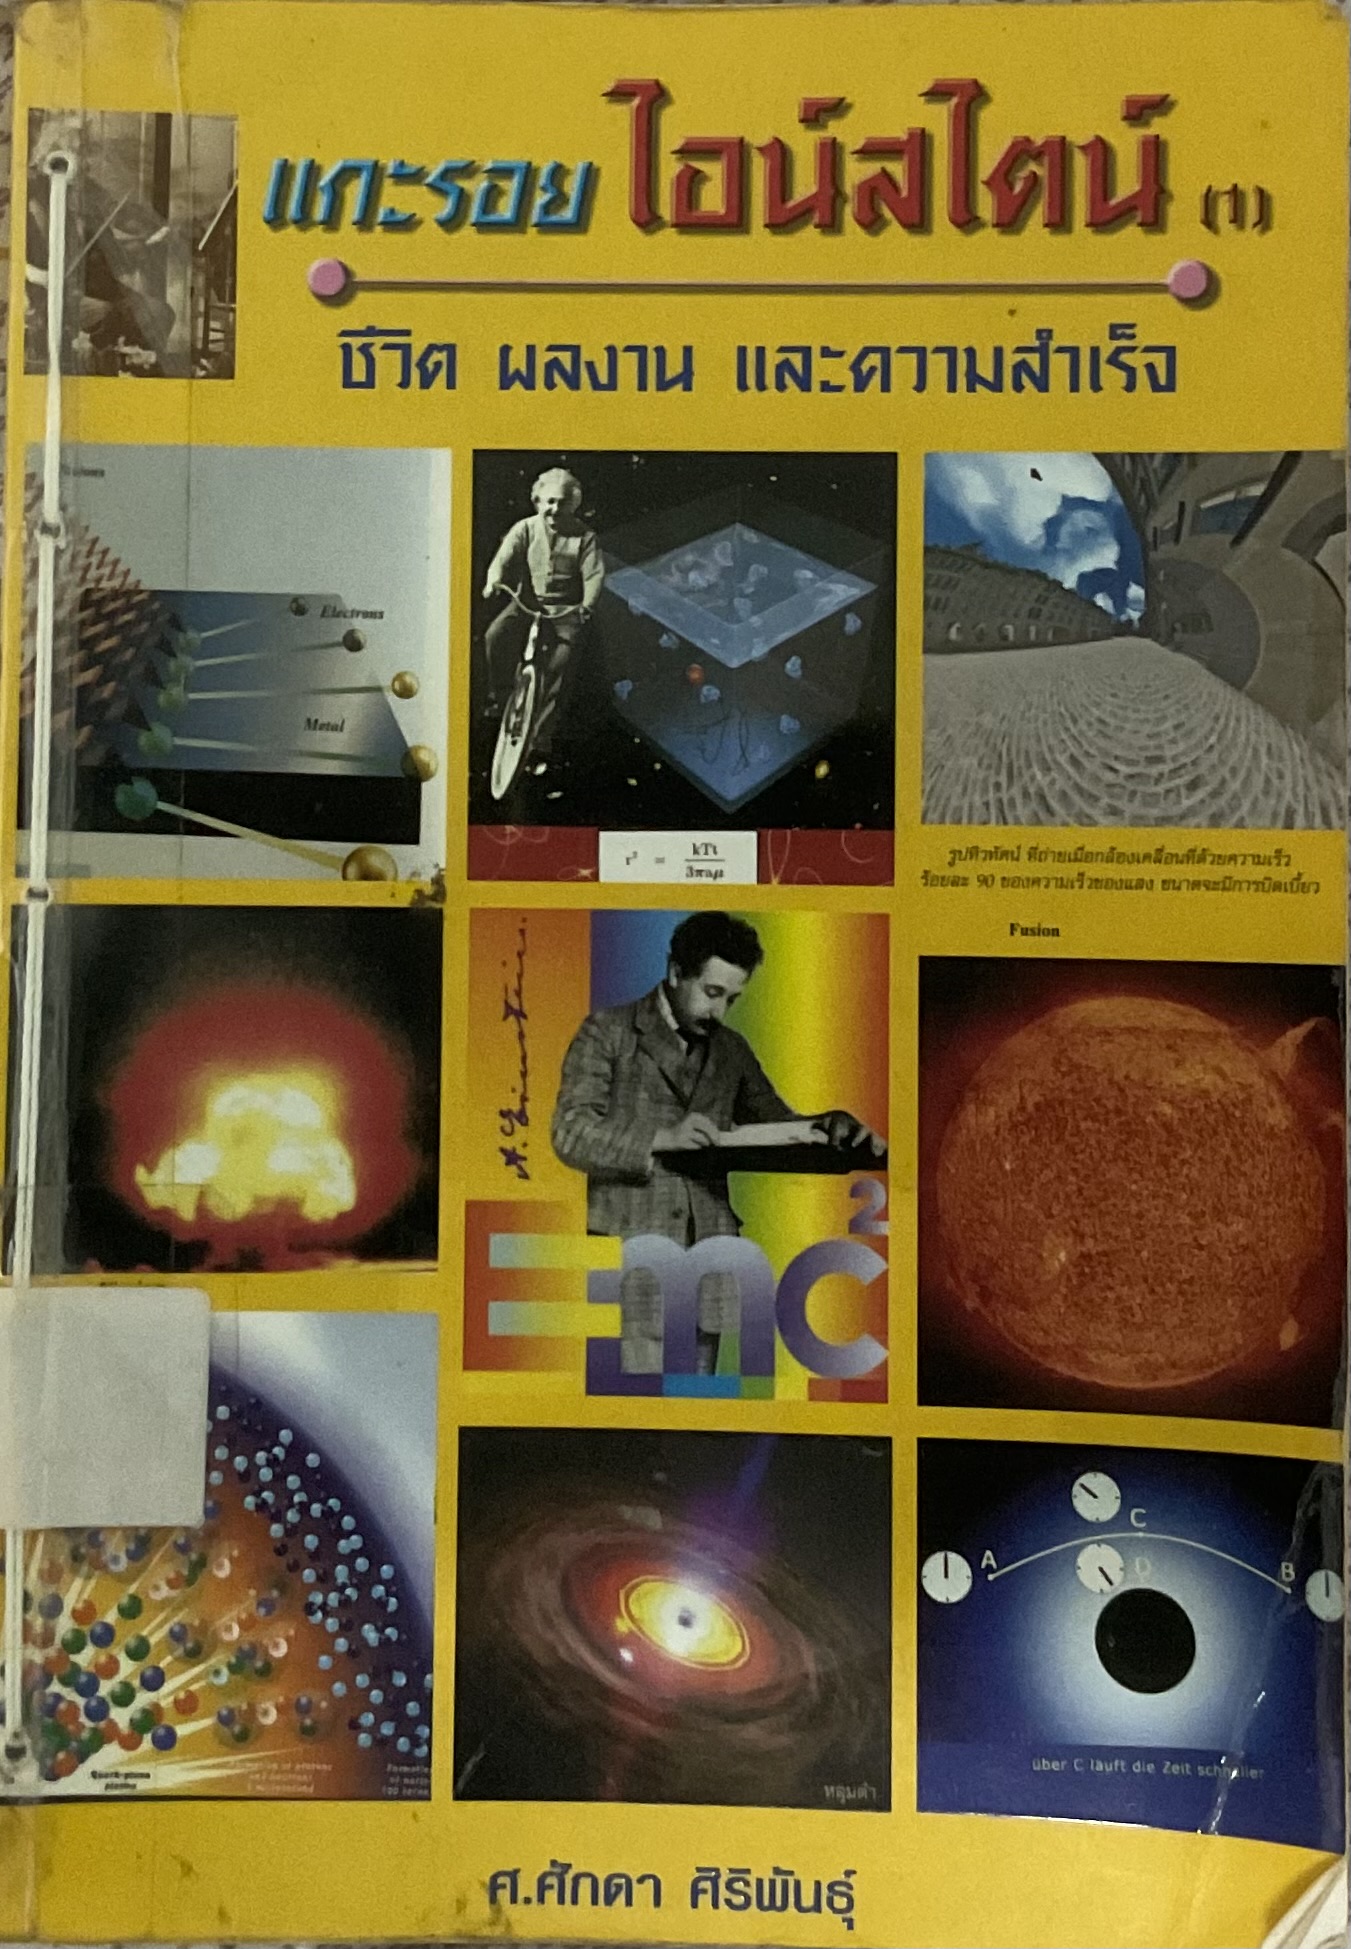 แกะรอย ไอน์สไตน์ (1)
ชีวิต ผลงาน และความสำเร็จ
Electrons
Metal
r² = kTt
3πaμ
รูปทิวทัศน์ ที่ถ่ายเมื่อกล้องเคลื่อนที่ด้วยความเร็ว
ร้อยละ 90 ของความเร็วของแสง ขนาดจะมีการบิดเบี้ยว
Fusion
A. Einstein.
E=mc²
C
A
D
B
über C läuft die Zeit schneller
หลุมดำ
ศ.ศักดา ศิริพันธุ์